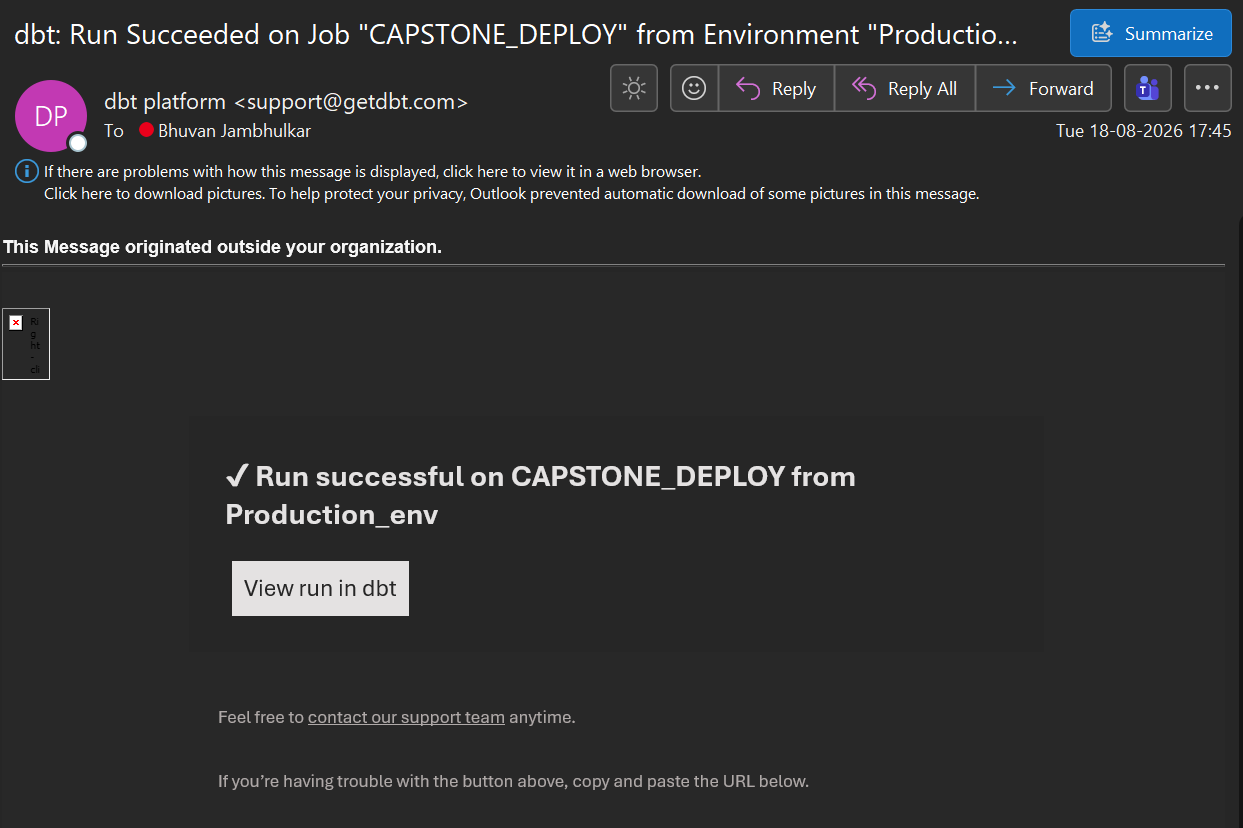 dbt: Run Succeeded on Job "CAPSTONE_DEPLOY" from Environment "Productio...
Summarize
DP
dbt platform <support@getdbt.com>
Reply
Reply All
Forward
To Bhuvan Jambhulkar
Tue 18-08-2026 17:45
If there are problems with how this message is displayed, click here to view it in a web browser.
Click here to download pictures. To help protect your privacy, Outlook prevented automatic download of some pictures in this message.
This Message originated outside your organization.
Ri
g
ht
-
cli
✓ Run successful on CAPSTONE_DEPLOY from
Production_env
View run in dbt
Feel free to contact our support team anytime.
If you’re having trouble with the button above, copy and paste the URL below.